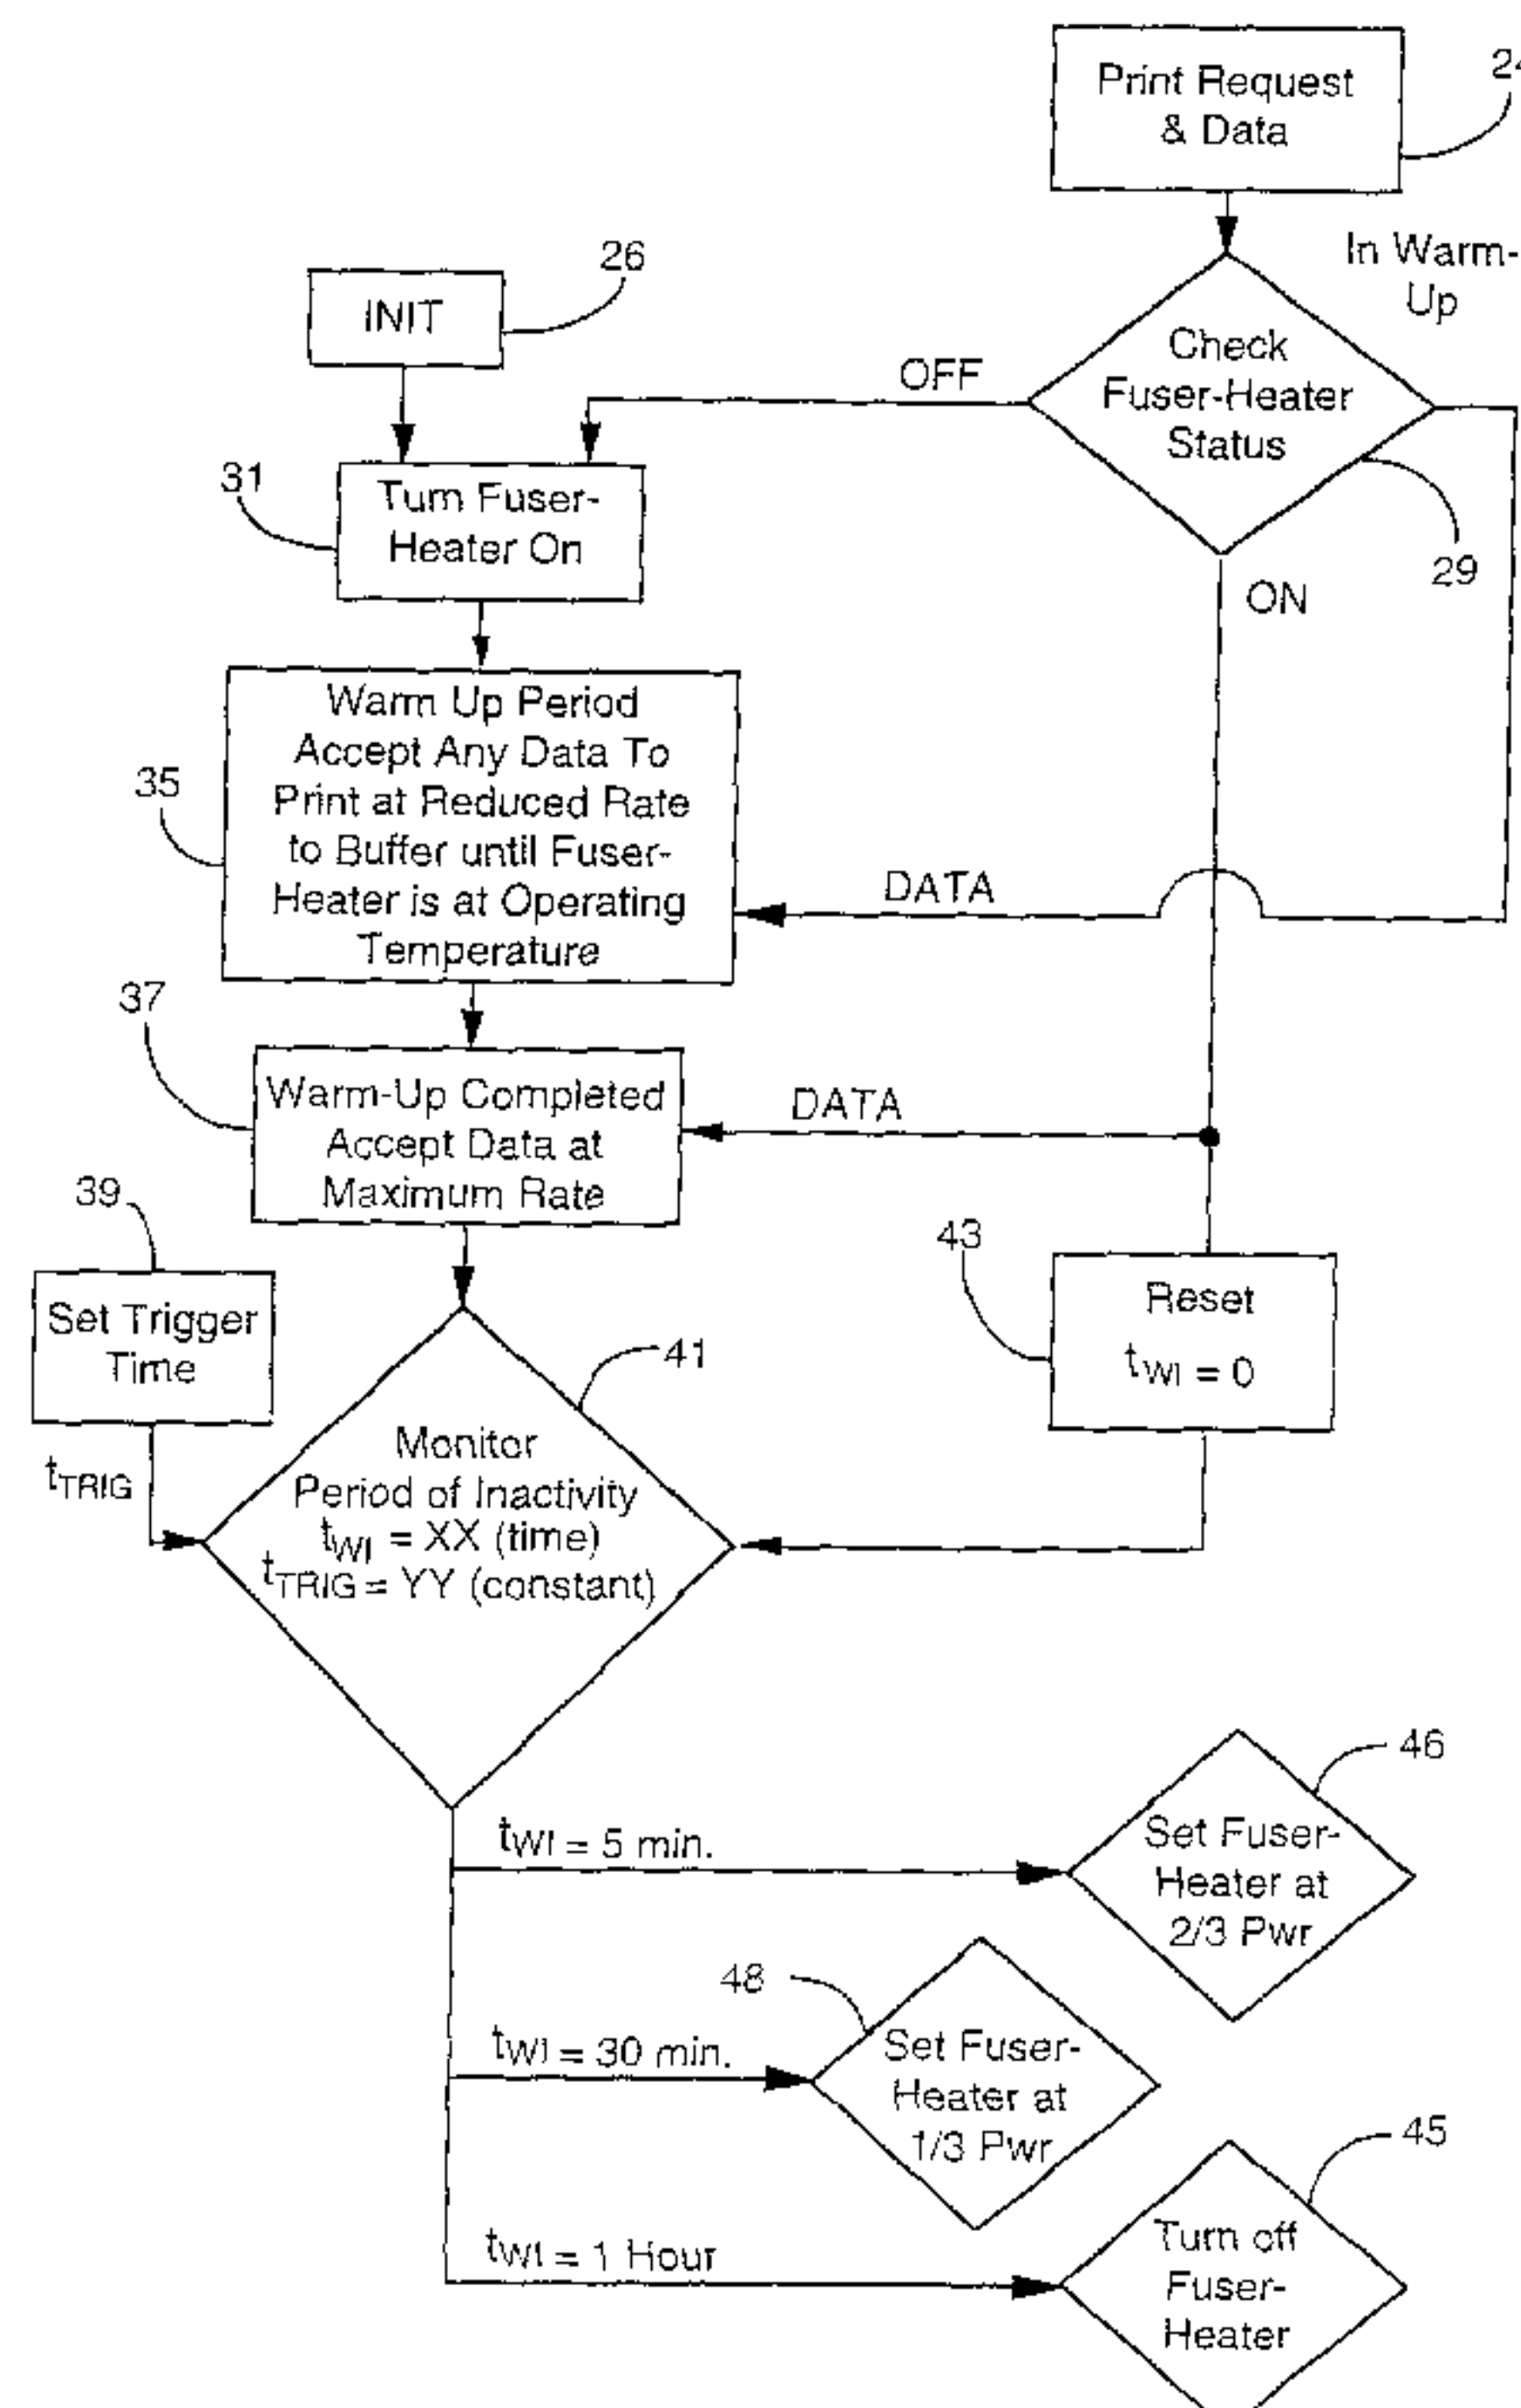 Print Request
& Data
In Warm-
Up
26
INIT
OFF
Check
Fuser-Heater
Status
31
Turn Fuser-
Heater On
29
ON
Warm Up Period
Accept Any Data To
Print at Reduced Rate
to Buffer until Fuser-
Heater is at Operating
Temperature
35
DATA
37
Warm-Up Completed
Accept Data at
Maximum Rate
DATA
39
Set Trigger
Time
43
Reset
tWI = 0
41
tTRIG
Monitor
Period of Inactivity
tWI = XX (time)
tTRIG = YY (constant)
46
tWI = 5 min.
Set Fuser-
Heater at
2/3 Pwr
48
tWI = 30 min.
Set Fuser-
Heater at
1/3 Pwr
45
tWI = 1 Hour
Turn off
Fuser-
Heater